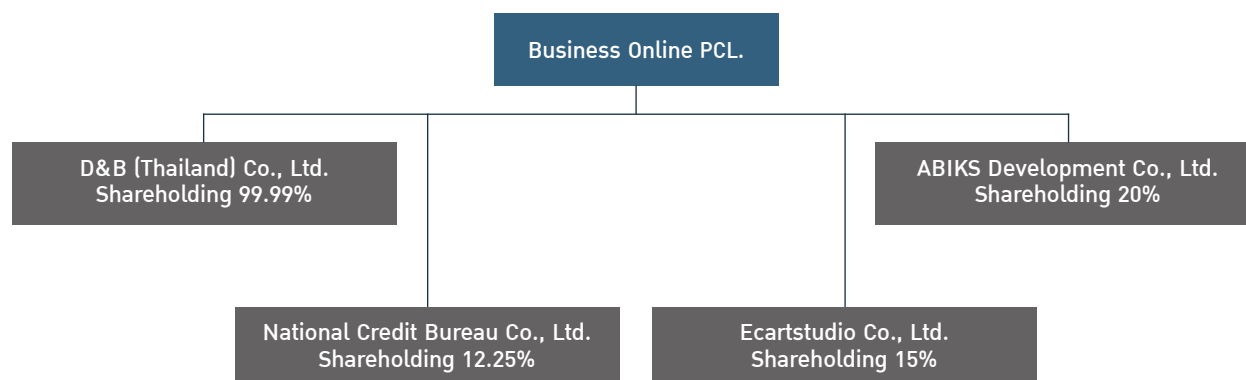 Business Online PCL.
D&B (Thailand) Co., Ltd.
Shareholding 99.99%
ABIKS Development Co., Ltd.
Shareholding 20%
National Credit Bureau Co., Ltd.
Shareholding 12.25%
Ecartstudio Co., Ltd.
Shareholding 15%